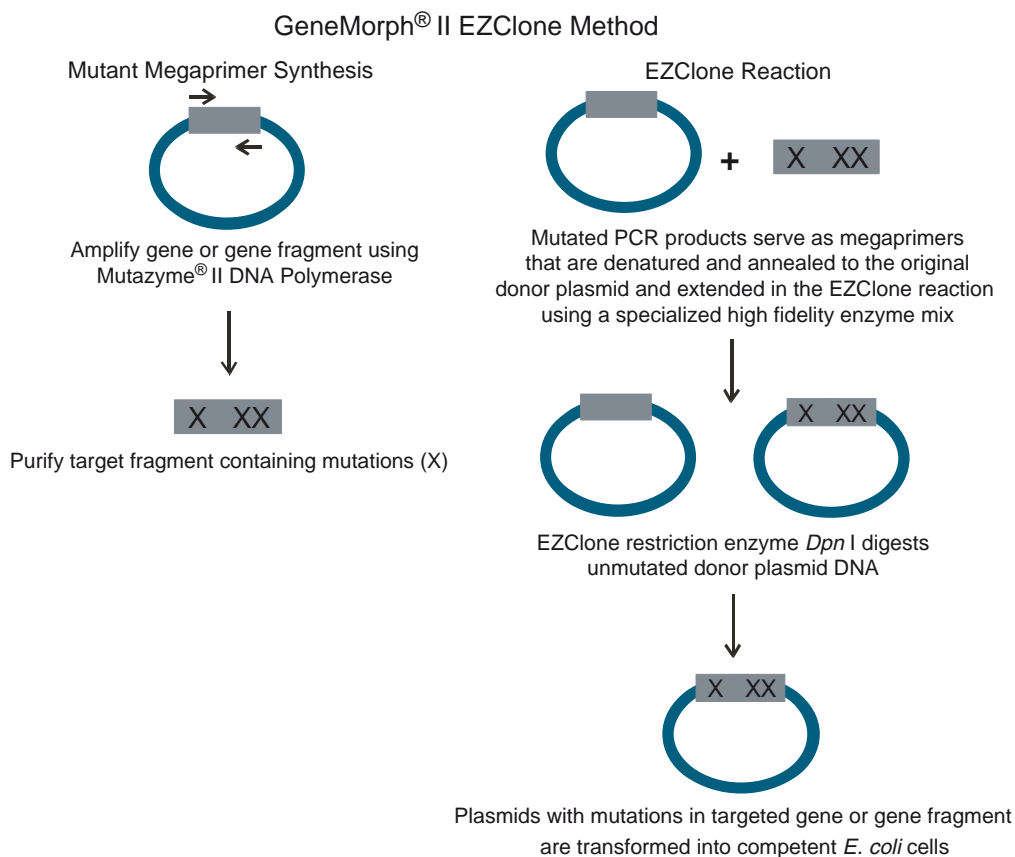 GeneMorph® II EZClone Method
Mutant Megaprimer Synthesis
Amplify gene or gene fragment using
Mutazyme® II DNA Polymerase
X XX
Purify target fragment containing mutations (X)
EZClone Reaction
+
X XX
Mutated PCR products serve as megaprimers
that are denatured and annealed to the original
donor plasmid and extended in the EZClone reaction
using a specialized high fidelity enzyme mix
X XX
EZClone restriction enzyme Dpn I digests
unmutated donor plasmid DNA
X XX
Plasmids with mutations in targeted gene or gene fragment
are transformed into competent E. coli cells